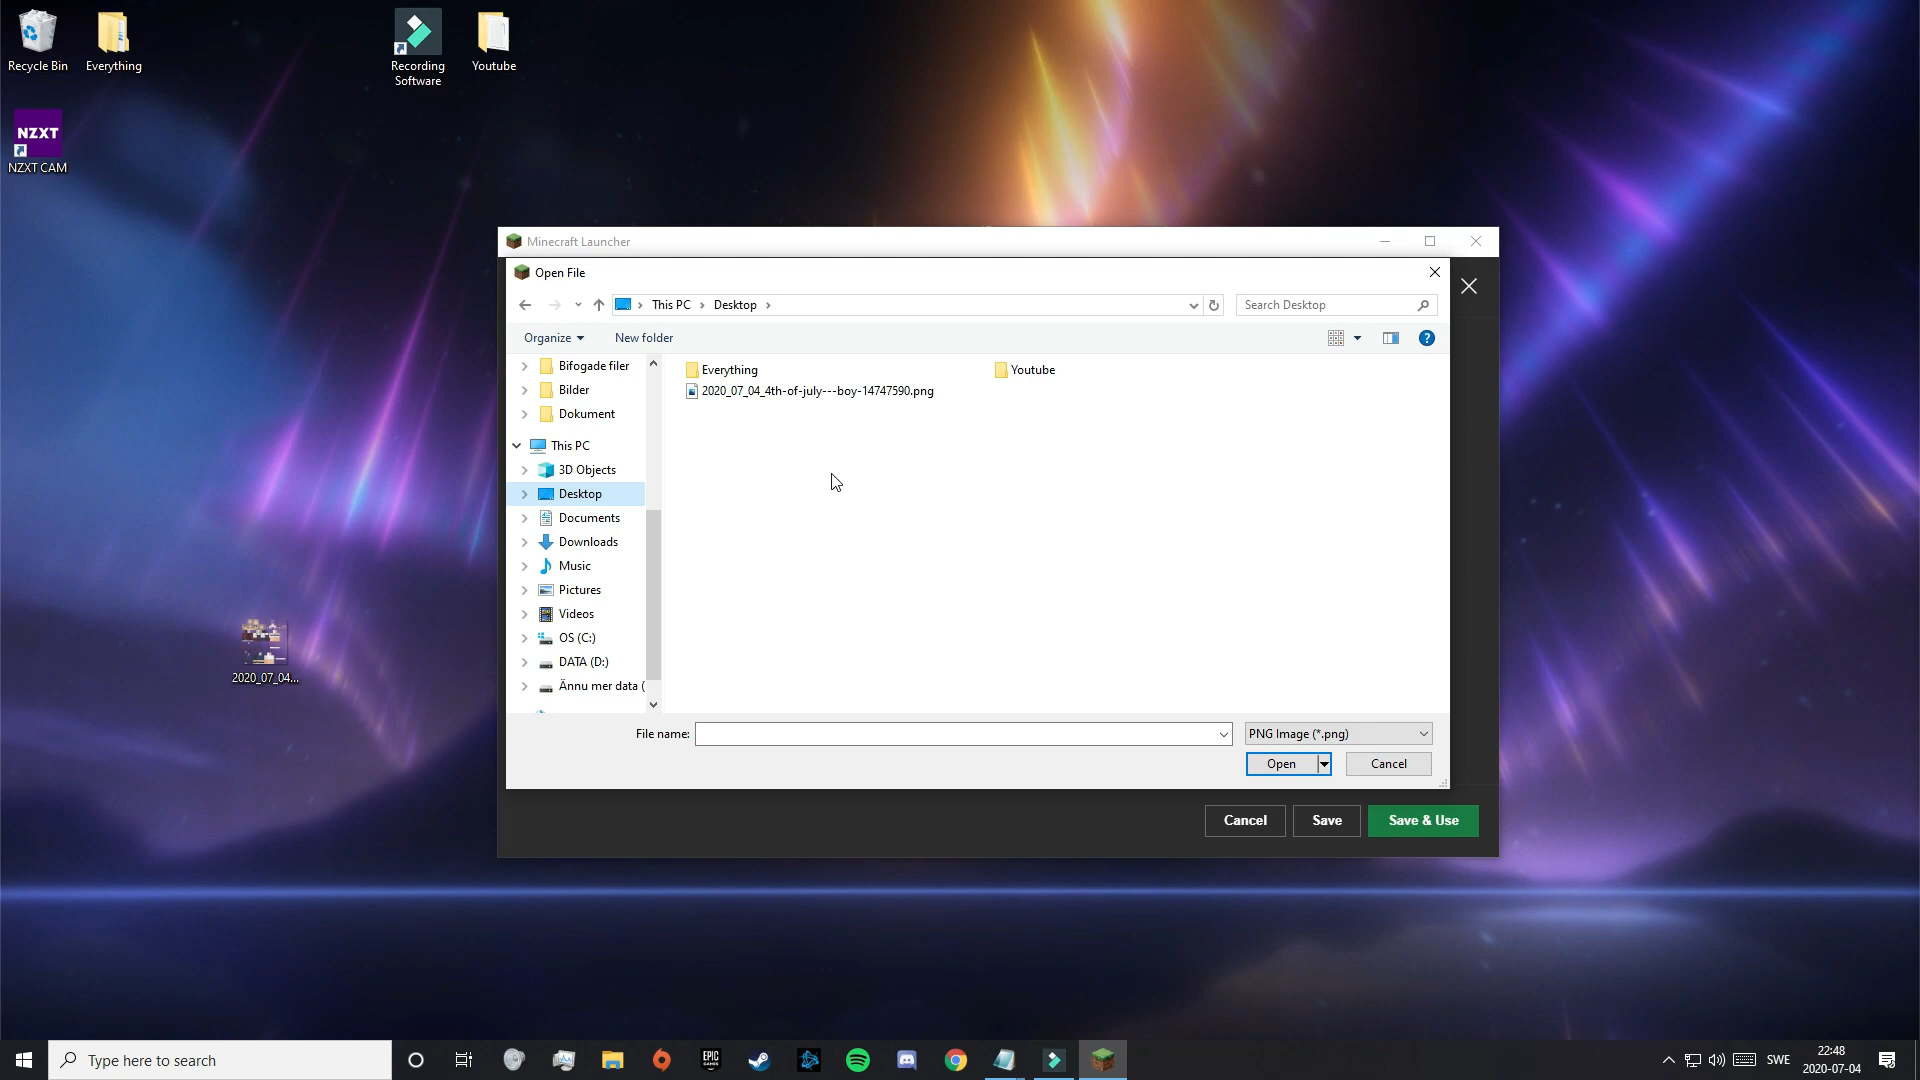 Recycle Bin
Everything
Recording
Software
Youtube
NZXT
NZXT CAM
2020_07_04...
Minecraft Launcher
Open File
This PC
Desktop
Search Desktop
Organize
New folder
Bifogade filer
Bilder
Dokument
This PC
3D Objects
Desktop
Documents
Downloads
Music
Pictures
Videos
OS (C:)
DATA (D:)
Ännu mer data (
Everything
Youtube
2020_07_04_4th-of-july---boy-14747590.png
File name:
PNG Image (*.png)
Open
Cancel
Cancel
Save
Save & Use
Type here to search
EPIC
GAMES
SWE
22:48
2020-07-04